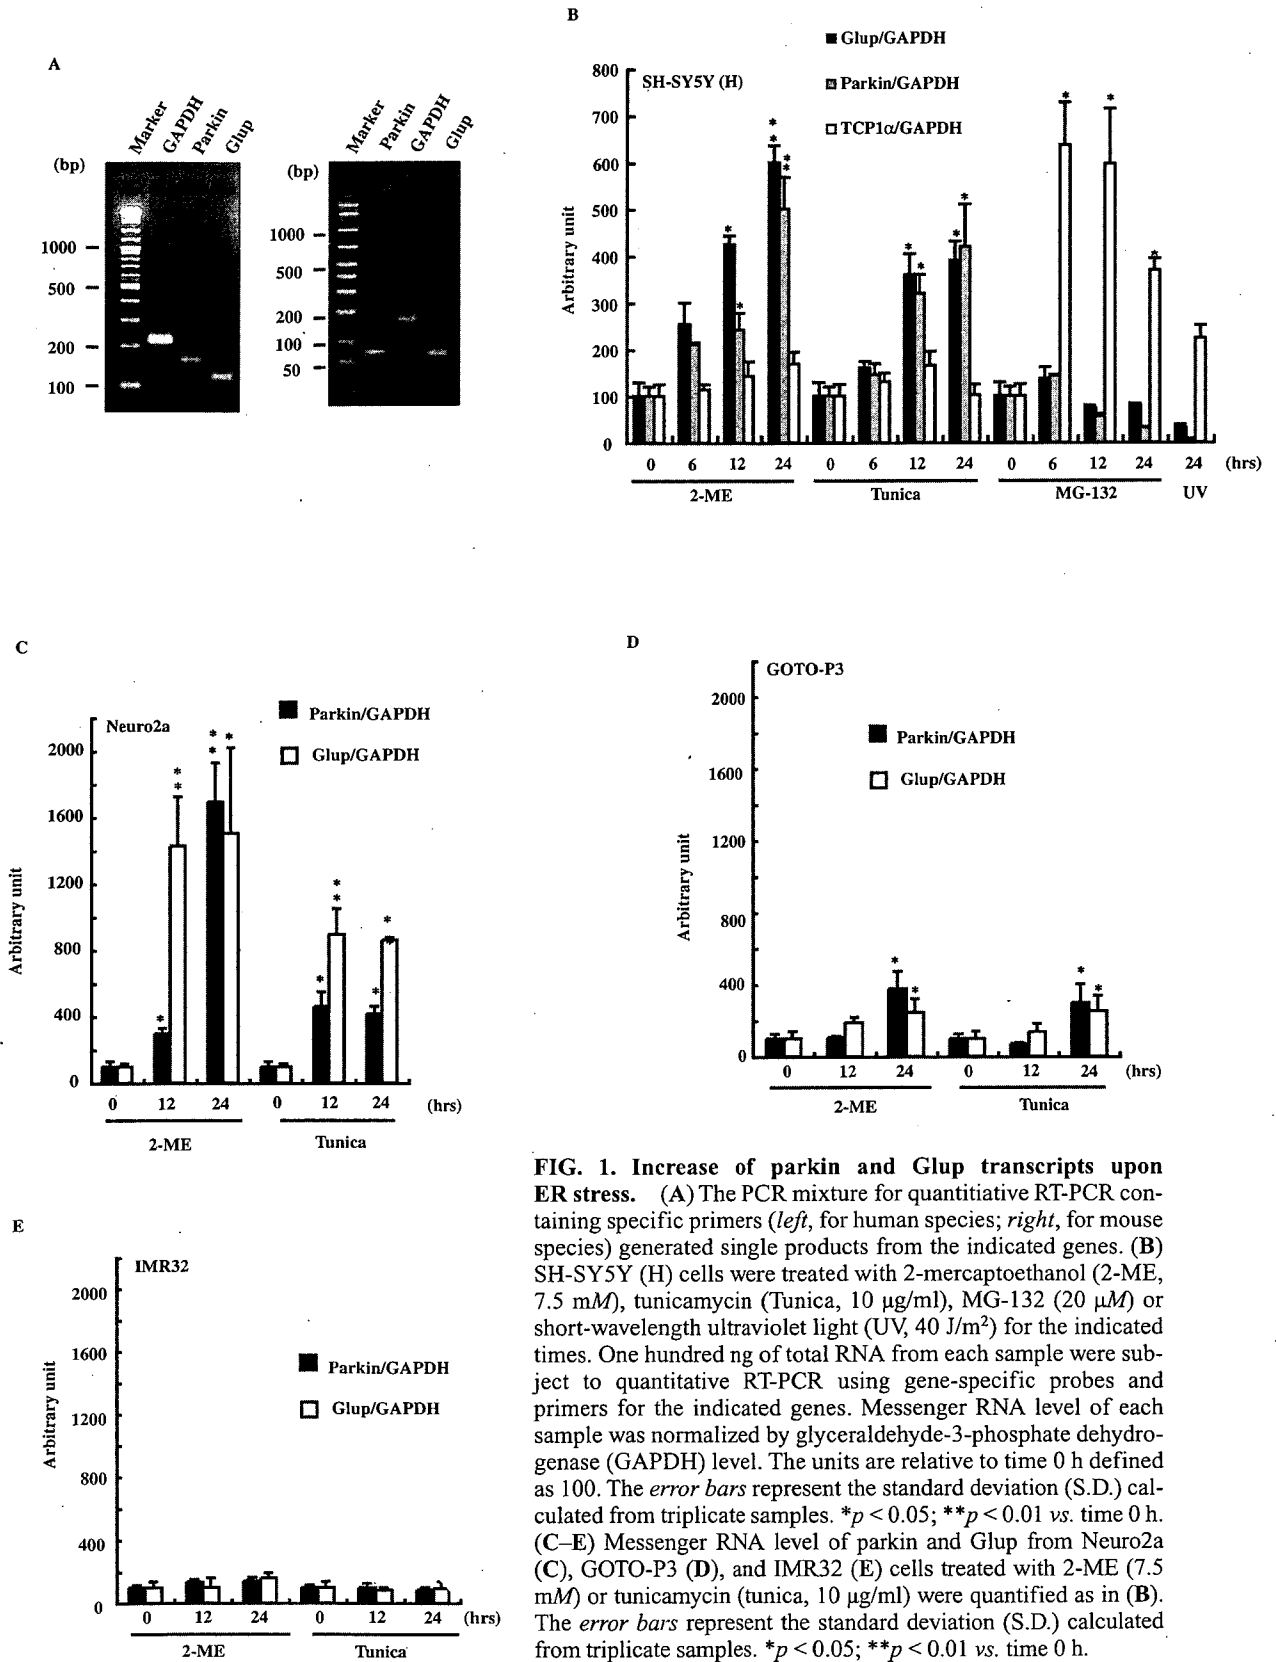 A
Marker
GAPDH
Parkin
Glup
(bp)
1000
500
200
100
Marker
Parkin
GAPDH
Glup
(bp)
1000
500
200
100
50
B
Glup/GAPDH
Parkin/GAPDH
TCP1α/GAPDH
SH-SY5Y (H)
Arbitrary unit
800
700
600
500
400
300
200
100
0
* * * * * * * * * * * * *
0 6 12 24 0 6 12 24 0 6 12 24 24 (hrs)
2-ME Tunica MG-132 UV
C
Neuro2a
Parkin/GAPDH
Glup/GAPDH
Arbitrary unit
2000
1600
1200
800
400
0
* * * * * * * * * * *
0 12 24 0 12 24 (hrs)
2-ME Tunica
D
GOTO-P3
Parkin/GAPDH
Glup/GAPDH
Arbitrary unit
2000
1600
1200
800
400
0
* * * *
0 12 24 0 12 24 (hrs)
2-ME Tunica
E
IMR32
Parkin/GAPDH
Glup/GAPDH
Arbitrary unit
2000
1600
1200
800
400
0
0 12 24 0 12 24 (hrs)
2-ME Tunica
FIG. 1. Increase of parkin and Glup transcripts upon
ER stress. (A) The PCR mixture for quantitiative RT-PCR con-
taining specific primers (left, for human species; right, for mouse
species) generated single products from the indicated genes. (B)
SH-SY5Y (H) cells were treated with 2-mercaptoethanol (2-ME,
7.5 mM), tunicamycin (Tunica, 10 μg/ml), MG-132 (20 μM) or
short-wavelength ultraviolet light (UV, 40 J/m²) for the indicated
times. One hundred ng of total RNA from each sample were sub-
ject to quantitative RT-PCR using gene-specific probes and
primers for the indicated genes. Messenger RNA level of each
sample was normalized by glyceraldehyde-3-phosphate dehydro-
genase (GAPDH) level. The units are relative to time 0 h defined
as 100. The error bars represent the standard deviation (S.D.) cal-
culated from triplicate samples. *p < 0.05; **p < 0.01 vs. time 0 h.
(C–E) Messenger RNA level of parkin and Glup from Neuro2a
(C), GOTO-P3 (D), and IMR32 (E) cells treated with 2-ME (7.5
mM) or tunicamycin (tunica, 10 μg/ml) were quantified as in (B).
The error bars represent the standard deviation (S.D.) calculated
from triplicate samples. *p < 0.05; **p < 0.01 vs. time 0 h.